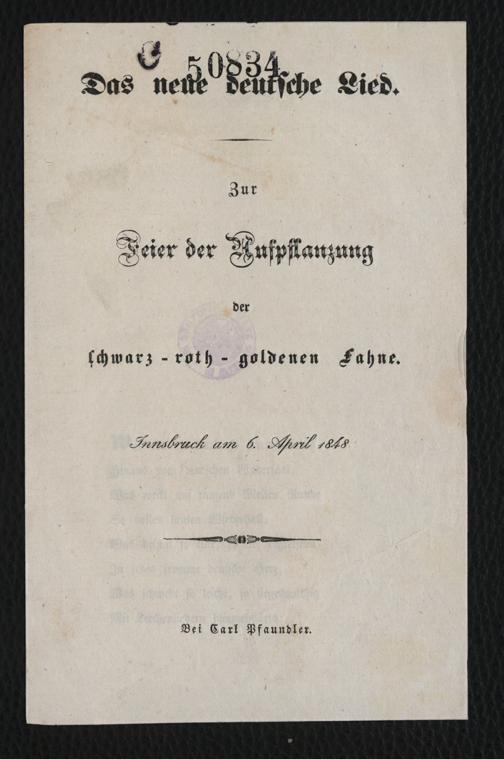 C 50834
Das neue deutsche Lied.
Zur
Feier der Aufpflanzung
der
schwarz - roth - goldenen Fahne.
Innsbruck am 6. April 1848
Bei Carl Pfaundler.